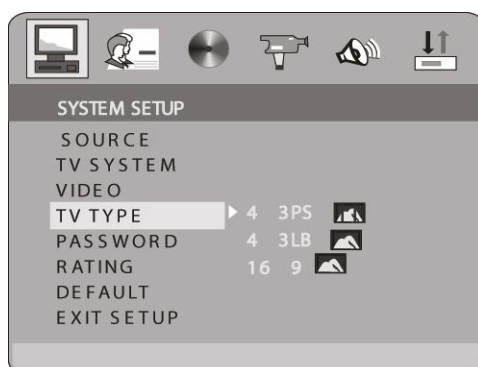 SYSTEM SETUP
SOURCE
TV SYSTEM
VIDEO
TV TYPE 4 3PS
PASSWORD 4 3LB
RATING 16 9
DEFAULT
EXIT SETUP